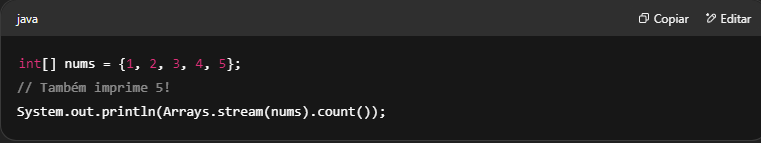 java Copiar Editar
int[] nums = {1, 2, 3, 4, 5};
// Também imprime 5!
System.out.println(Arrays.stream(nums).count());